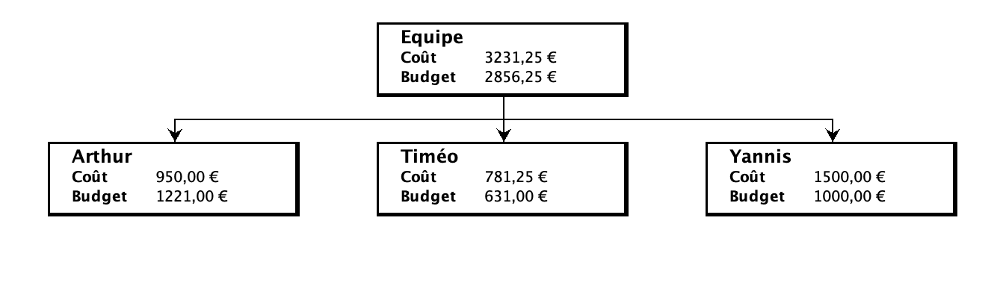 Equipe
Coût 3231,25 €
Budget 2856,25 €
Arthur
Coût 950,00 €
Budget 1221,00 €
Timéo
Coût 781,25 €
Budget 631,00 €
Yannis
Coût 1500,00 €
Budget 1000,00 €